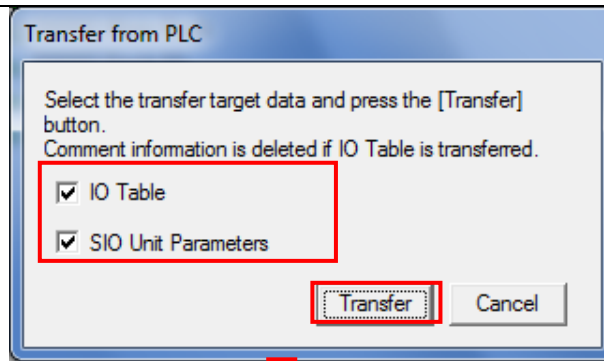 Transfer from PLC
Select the transfer target data and press the [Transfer]
button.
Comment information is deleted if IO Table is transferred.
IO Table
SIO Unit Parameters
Transfer
Cancel